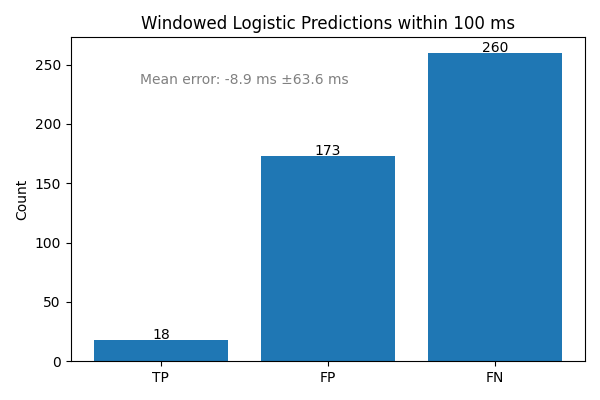 Windowed Logistic Predictions within 100 ms
Mean error: -8.9 ms ±63.6 ms
Count
250
200
150
100
50
0
18
173
260
TP
FP
FN